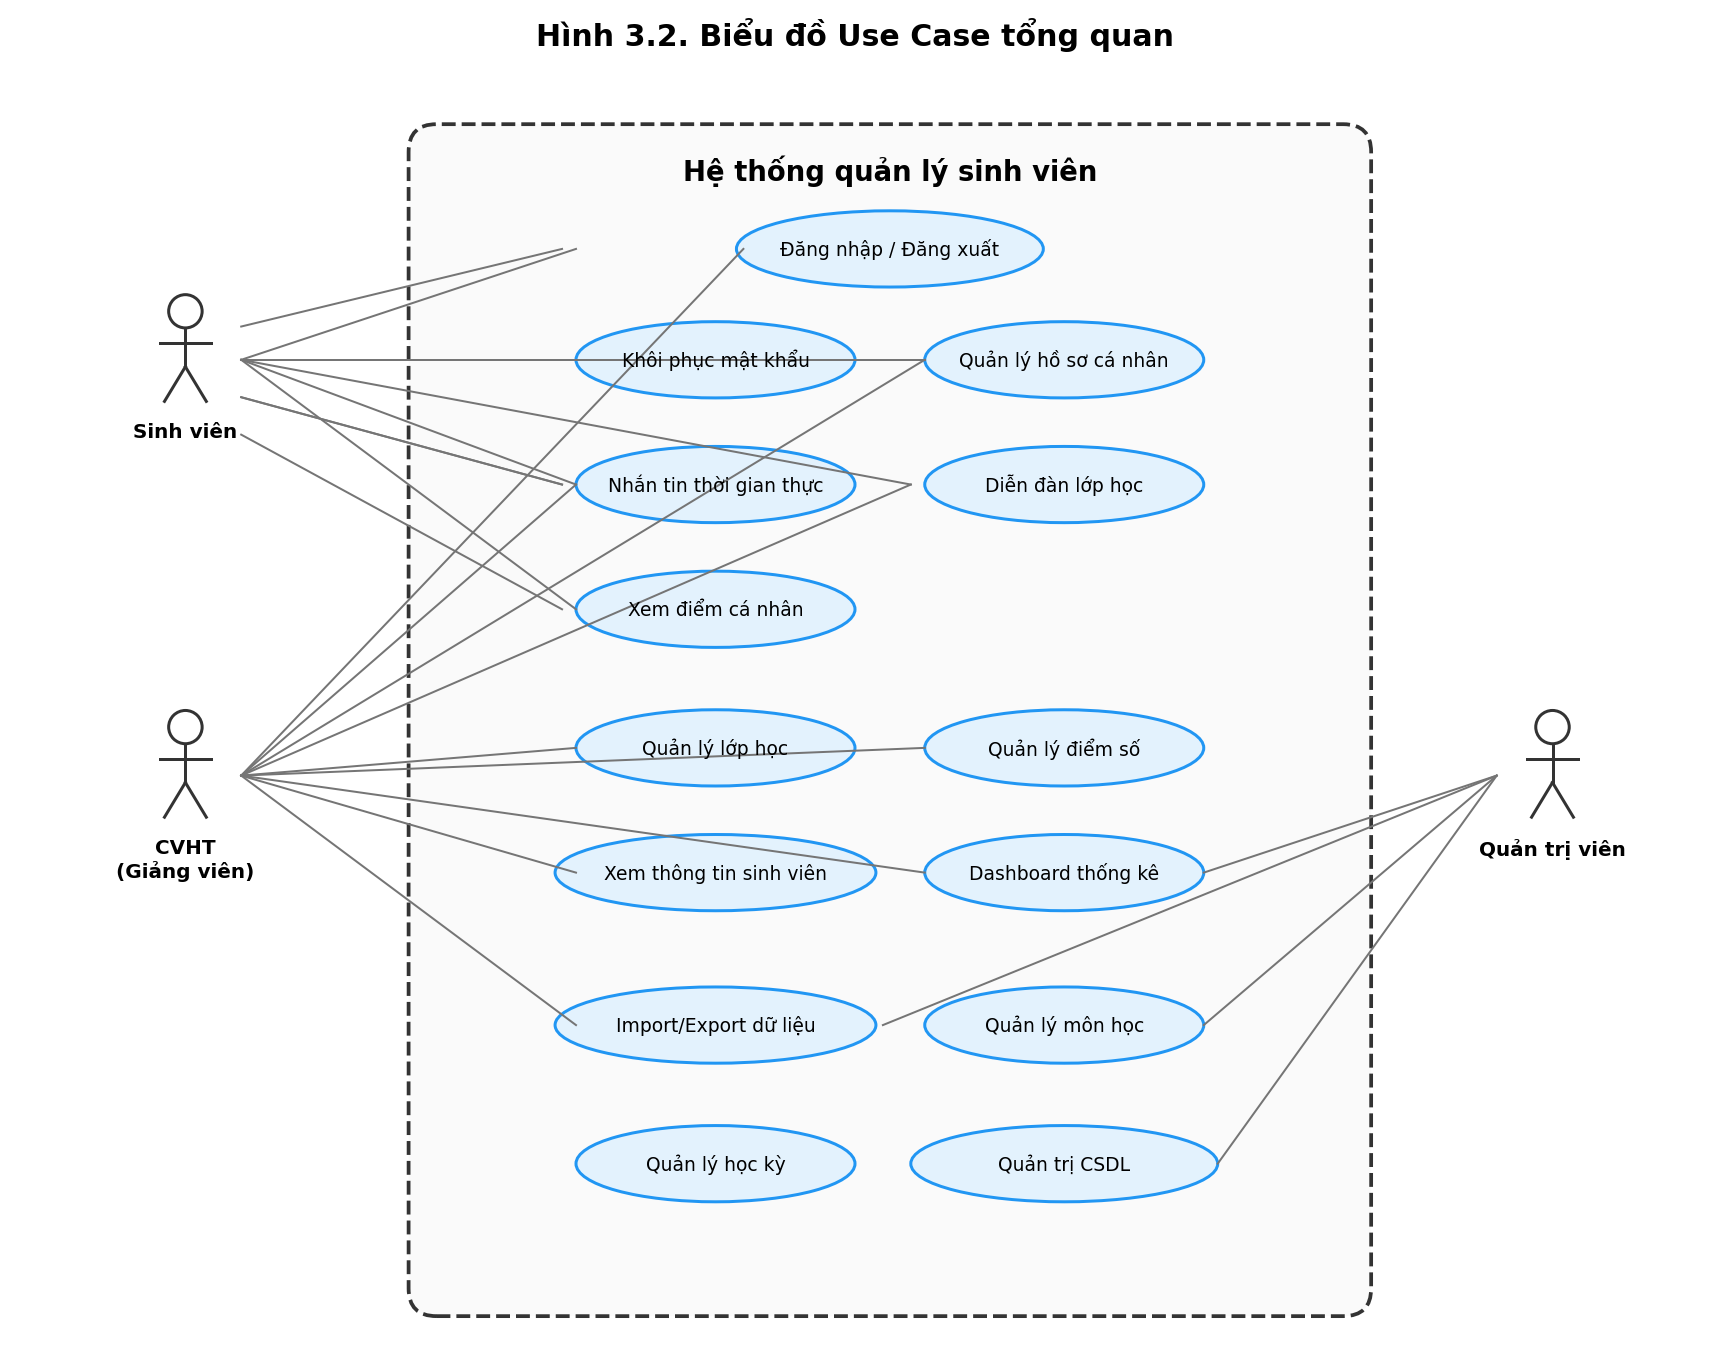 Hình 3.2. Biểu đồ Use Case tổng quan
Hệ thống quản lý sinh viên
Đăng nhập / Đăng xuất
Khôi phục mật khẩu
Quản lý hồ sơ cá nhân
Sinh viên
Nhắn tin thời gian thực
Diễn đàn lớp học
Xem điểm cá nhân
Quản lý lớp học
Quản lý điểm số
CVHT
(Giảng viên)
Quản trị viên
Xem thông tin sinh viên
Dashboard thống kê
Import/Export dữ liệu
Quản lý môn học
Quản lý học kỳ
Quản trị CSDL